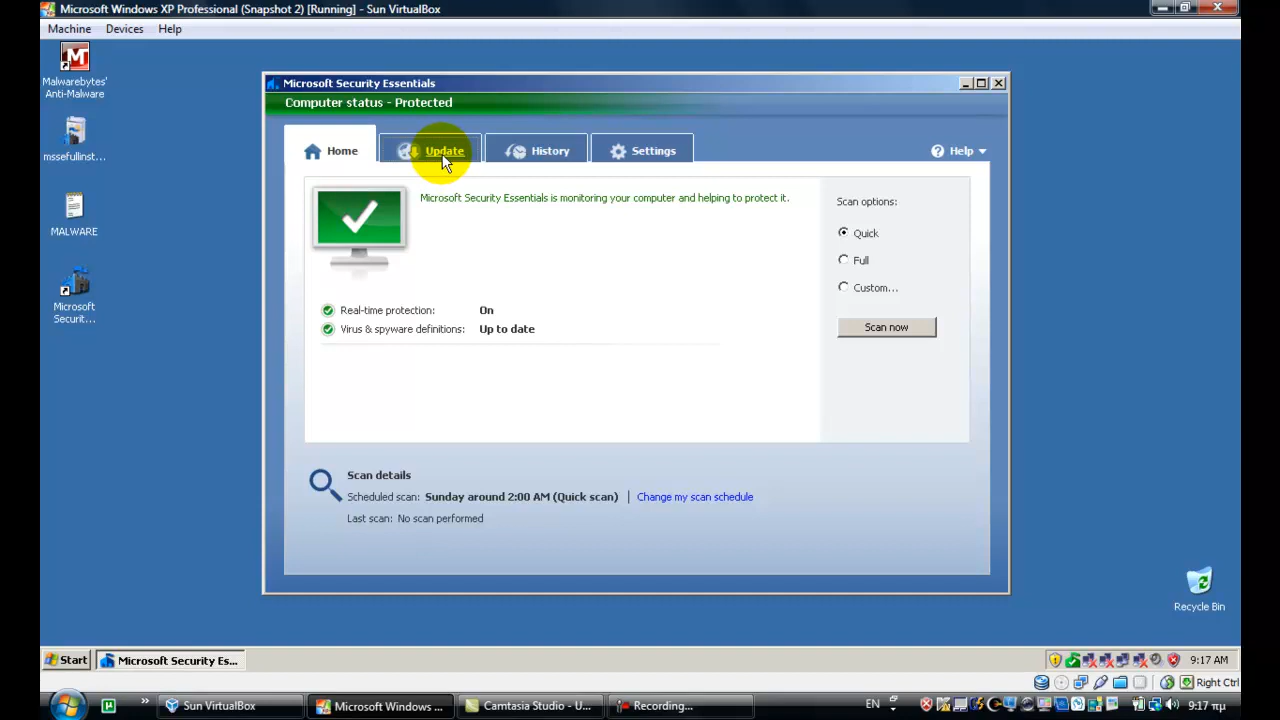 Microsoft Windows XP Professional (Snapshot 2) [Running] - Sun VirtualBox
Machine Devices Help
Malwarebytes'
Anti-Malware
mssefullinst...
MALWARE
Microsoft
Securit...
Microsoft Security Essentials
Computer status - Protected
Home
Update
History
Settings
Help
Microsoft Security Essentials is monitoring your computer and helping to protect it.
Real-time protection: On
Virus & spyware definitions: Up to date
Scan options:
Quick
Full
Custom...
Scan now
Scan details
Scheduled scan: Sunday around 2:00 AM (Quick scan) | Change my scan schedule
Last scan: No scan performed
Recycle Bin
Start
Microsoft Security Es...
9:17 AM
Right Ctrl
Sun VirtualBox
Microsoft Windows ...
Camtasia Studio - U...
Recording...
EN
9:17 πμ